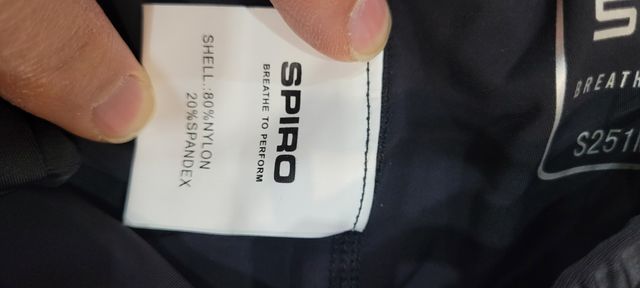 SPIRO
BREATHE TO PERFORM
SHELL.:80%NYLON
20%SPANDEX
S
BREATH
S251